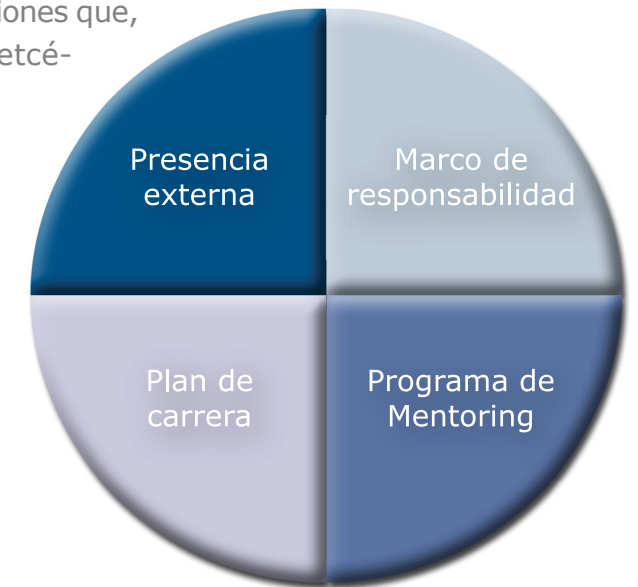 iones que,
etcé-
Presencia
externa
Marco de
responsabilidad
Plan de
carrera
Programa de
Mentoring